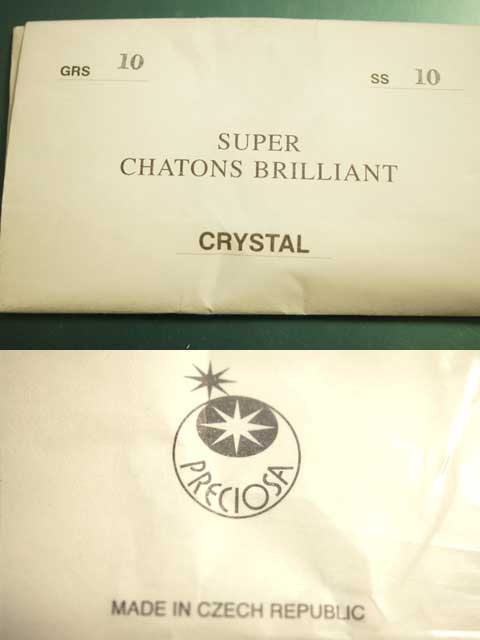 GRS 10 SS 10
SUPER
CHATONS BRILLIANT
CRYSTAL
PRECIOSA
MADE IN CZECH REPUBLIC